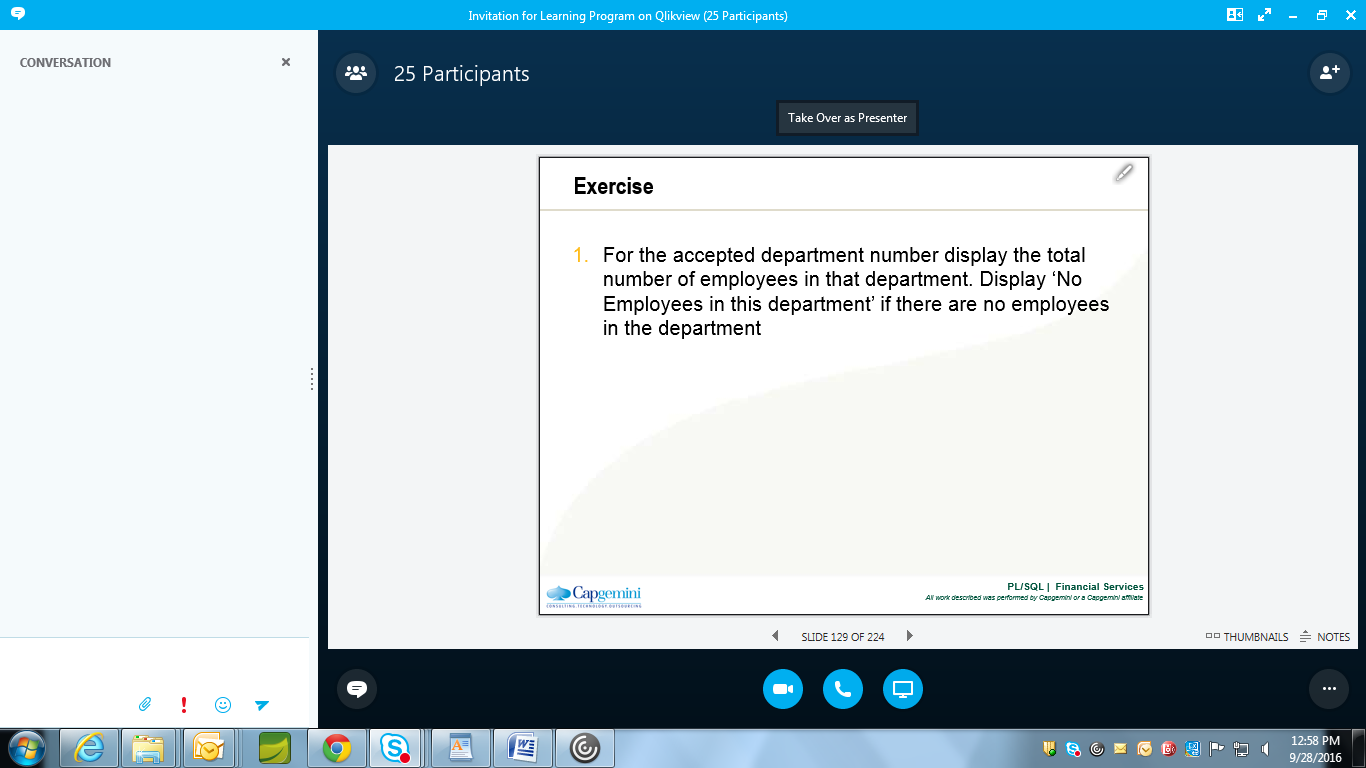 Invitation for Learning Program on Qlikview (25 Participants)
CONVERSATION
25 Participants
Take Over as Presenter
Exercise
1. For the accepted department number display the total
number of employees in that department. Display ‘No
Employees in this department’ if there are no employees
in the department
Capgemini
CONSULTING.TECHNOLOGY.OUTSOURCING
PL/SQL | Financial Services
All work described was performed by Capgemini or a Capgemini affiliate
SLIDE 129 OF 224
THUMBNAILS
NOTES
12:58 PM
9/28/2016